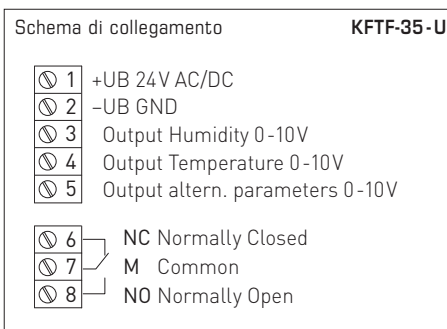 Schema di collegamento KFTF-35-U
1 +UB 24V AC/DC
2 –UB GND
3 Output Humidity 0-10V
4 Output Temperature 0-10V
5 Output altern. parameters 0-10V
6 NC Normally Closed
7 M Common
8 NO Normally Open